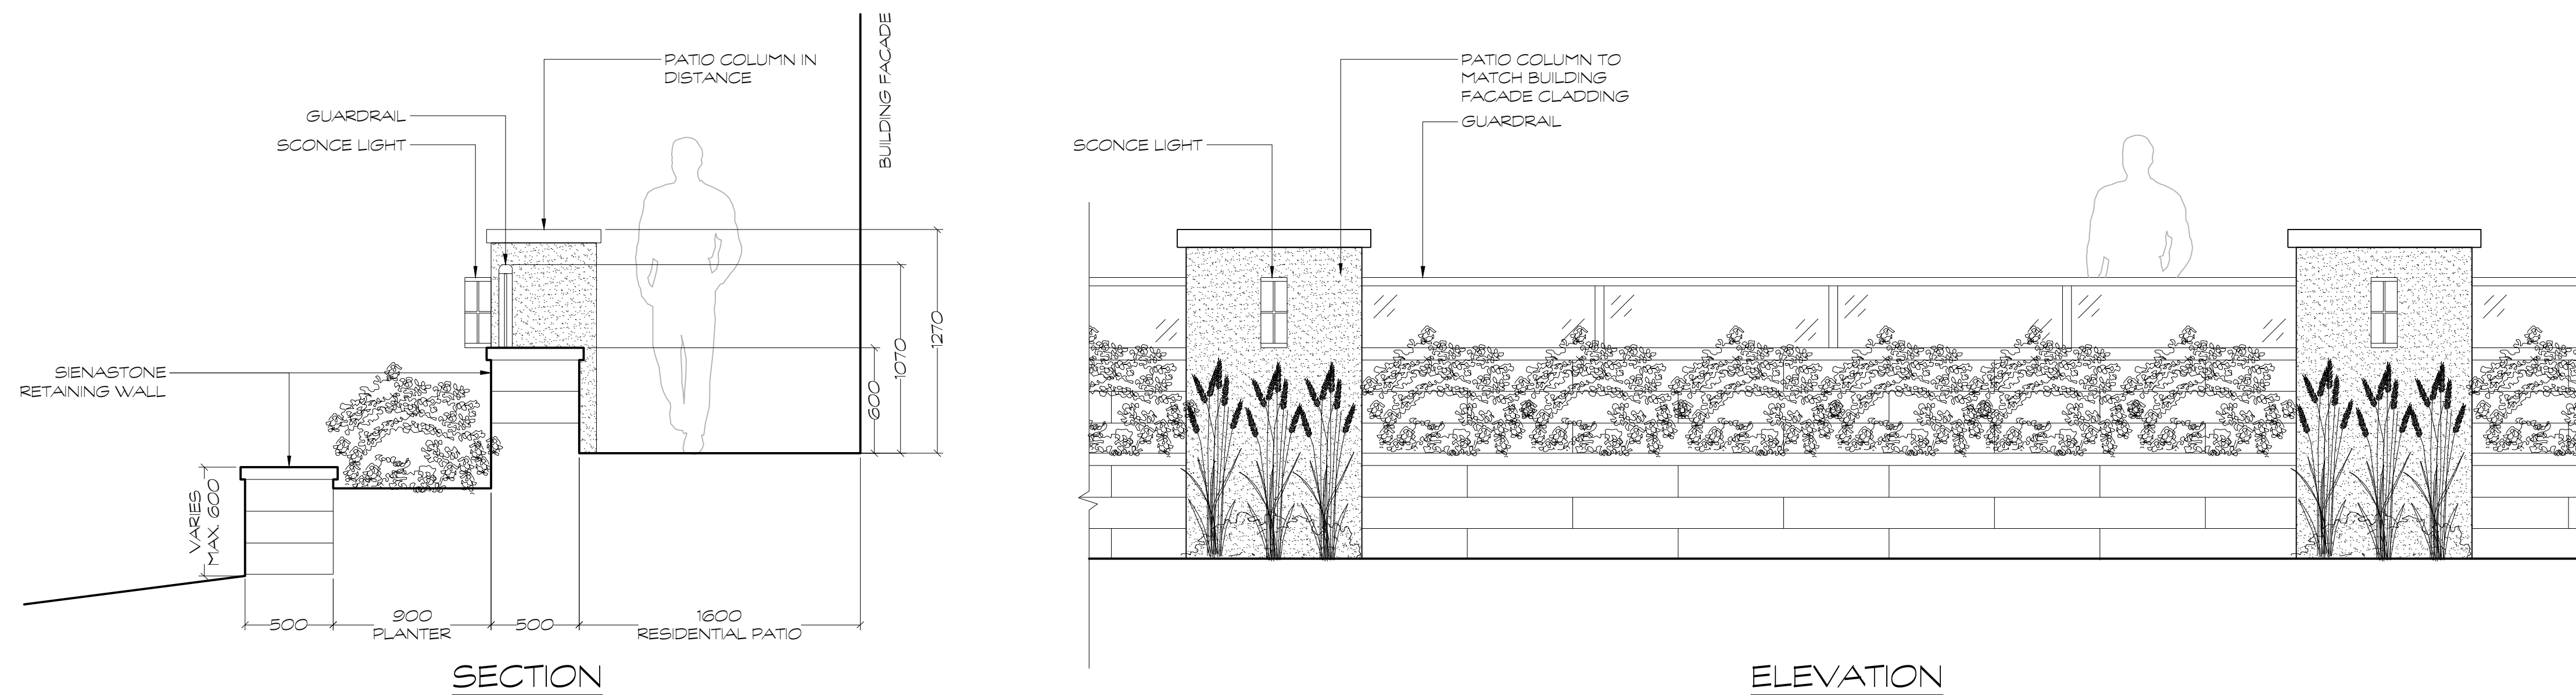 PATIO COLUMN IN
DISTANCE
GUARDRAIL
SCONCE LIGHT
BUILDING FACADE
SIENASTONE
RETAINING WALL
VARIES
MAX. 600
600
1070
1270
500
900
PLANTER
500
1600
RESIDENTIAL PATIO
SECTION
PATIO COLUMN TO
MATCH BUILDING
FACADE CLADDING
GUARDRAIL
SCONCE LIGHT
ELEVATION